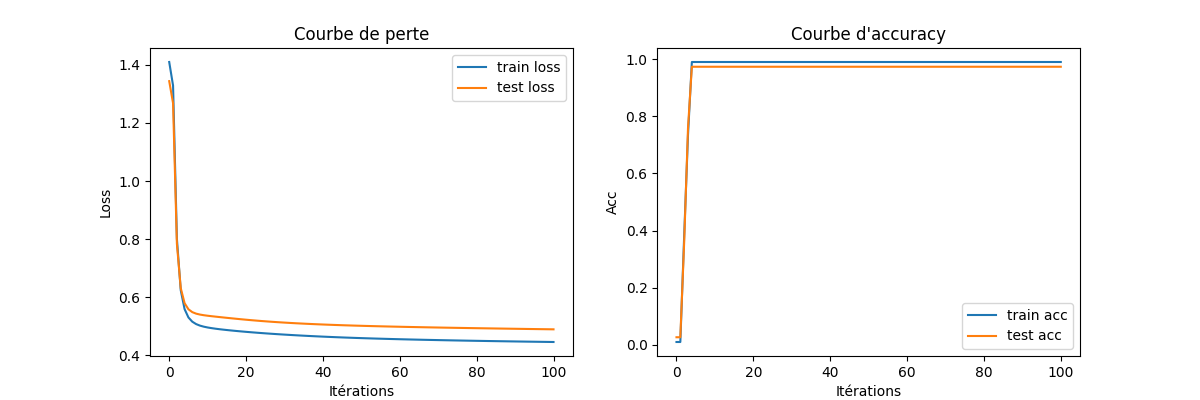 Courbe de perte
1.4
1.2
1.0
0.8
0.6
0.4
Loss
0 20 40 60 80 100
Itérations
train loss
test loss
Courbe d'accuracy
1.0
0.8
0.6
0.4
0.2
0.0
Acc
0 20 40 60 80 100
Itérations
train acc
test acc